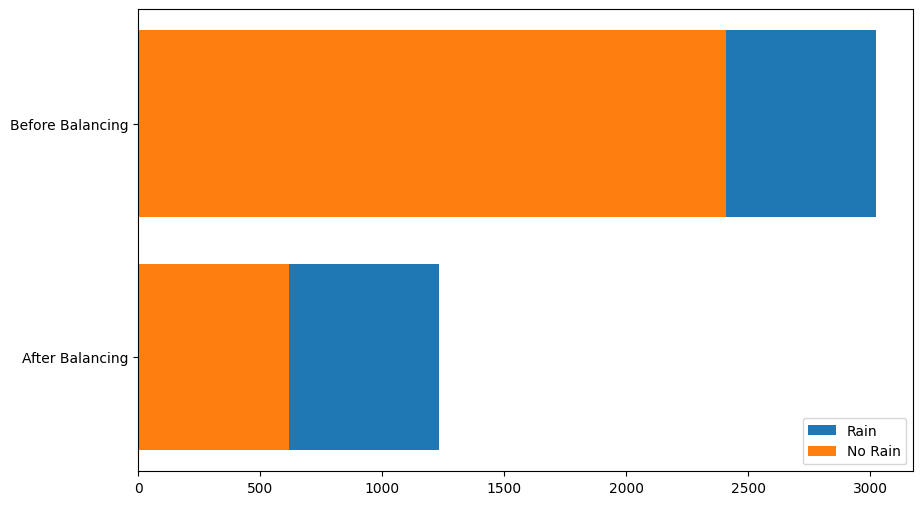 Before Balancing
After Balancing
0 500 1000 1500 2000 2500 3000
Rain
No Rain